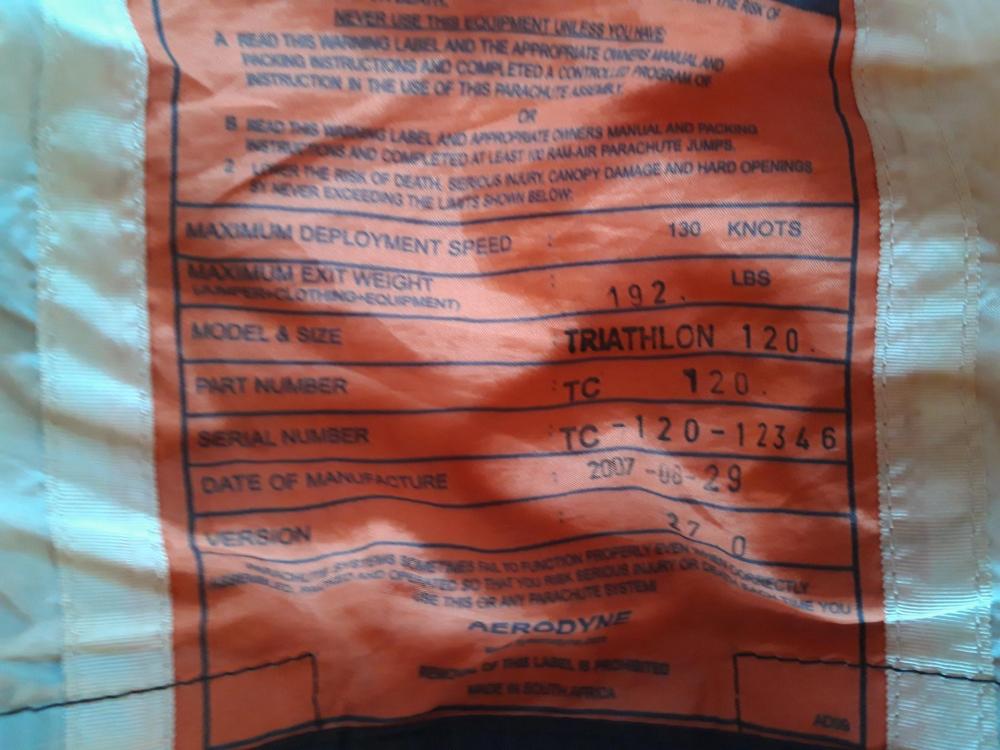 DEATH. THE RISK OF
NEVER USE THIS EQUIPMENT UNLESS YOU HAVE
A READ THIS WARNING LABEL AND THE APPROPRIATE OWNERS MANUAL AND
PACKING INSTRUCTIONS AND COMPLETED A CONTROLLED PROGRAM OF
INSTRUCTION IN THE USE OF THIS PARACHUTE ASSEMBLY.
OR
B READ THIS WARNING LABEL AND APPROPRIATE OWNERS MANUAL AND PACKING
INSTRUCTIONS AND COMPLETED AT LEAST 100 RAM-AIR PARACHUTE JUMPS.
2 LOWER THE RISK OF DEATH, SERIOUS INJURY, CANOPY DAMAGE AND HARD OPENINGS
BY NEVER EXCEEDING THE LIMITS SHOWN BELOW:
MAXIMUM DEPLOYMENT SPEED : 130 KNOTS
MAXIMUM EXIT WEIGHT : 192. LBS
(JUMPER+CLOTHING+EQUIPMENT)
MODEL & SIZE : TRIATHLON 120.
PART NUMBER : TC 120.
SERIAL NUMBER : TC -120-12346
DATE OF MANUFACTURE : 2007-08-29
VERSION : 27 0
PARACHUTE SYSTEMS SOMETIMES FAIL TO FUNCTION PROPERLY EVEN WHEN CORRECTLY
ASSEMBLED, PACKED AND OPERATED SO THAT YOU RISK SERIOUS INJURY OR DEATH EACH TIME YOU
USE THIS OR ANY PARACHUTE SYSTEM
AERODYNE
REMOVAL OF THIS LABEL IS PROHIBITED
MADE IN SOUTH AFRICA